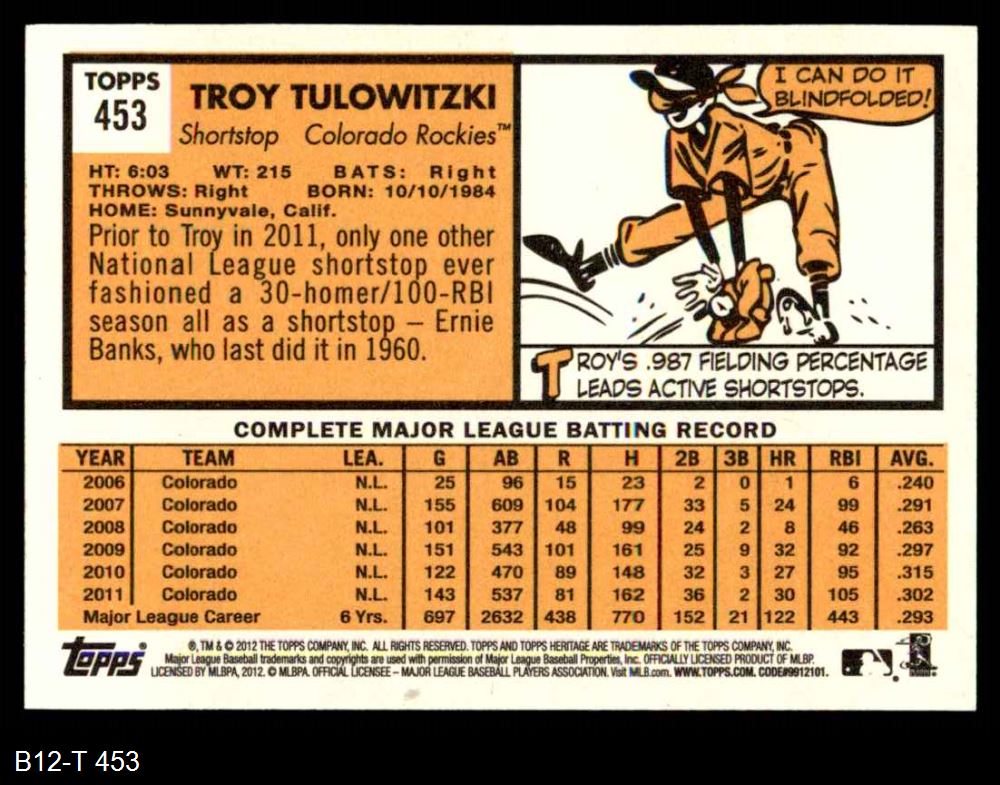 TOPPS
453
TROY TULOWITZKI
Shortstop Colorado Rockies™
HT: 6:03 WT: 215 BATS: Right
THROWS: Right BORN: 10/10/1984
HOME: Sunnyvale, Calif.
Prior to Troy in 2011, only one other
National League shortstop ever
fashioned a 30-homer/100-RBI
season all as a shortstop – Ernie
Banks, who last did it in 1960.
I CAN DO IT
BLINDFOLDED!
TROY'S .987 FIELDING PERCENTAGE
LEADS ACTIVE SHORTSTOPS.
COMPLETE MAJOR LEAGUE BATTING RECORD
YEAR TEAM LEA. G AB R H 2B 3B HR RBI AVG.
2006 Colorado N.L. 25 96 15 23 2 0 1 6 .240
2007 Colorado N.L. 155 609 104 177 33 5 24 99 .291
2008 Colorado N.L. 101 377 48 99 24 2 8 46 .263
2009 Colorado N.L. 151 543 101 161 25 9 32 92 .297
2010 Colorado N.L. 122 470 89 148 32 3 27 95 .315
2011 Colorado N.L. 143 537 81 162 36 2 30 105 .302
Major League Career 6 Yrs. 697 2632 438 770 152 21 122 443 .293
Topps®
®, TM & © 2012 THE TOPPS COMPANY, INC. ALL RIGHTS RESERVED. TOPPS AND TOPPS HERITAGE ARE TRADEMARKS OF THE TOPPS COMPANY, INC.
Major League Baseball trademarks and copyrights are used with permission of Major League Baseball Properties, Inc. OFFICIALLY LICENSED PRODUCT OF MLBP.
LICENSED BY MLBPA, 2012. © MLBPA. OFFICIAL LICENSEE – MAJOR LEAGUE BASEBALL PLAYERS ASSOCIATION. Visit MLB.com. WWW.TOPPS.COM. CODE#9912101.
B12-T 453